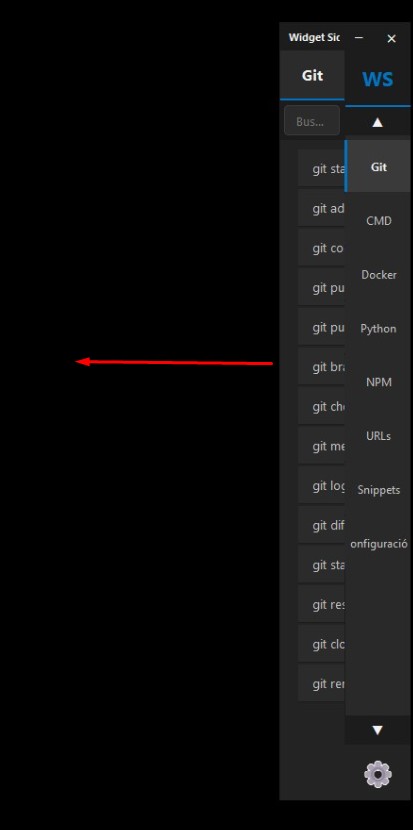 Widget Sic
Git
WS
Bus...
▲
Git
CMD
Docker
Python
NPM
URLs
Snippets
onfiguració
git sta
git ad
git co
git pu
git pu
git bra
git che
git me
git log
git dif
git sta
git res
git clo
git rer
▼